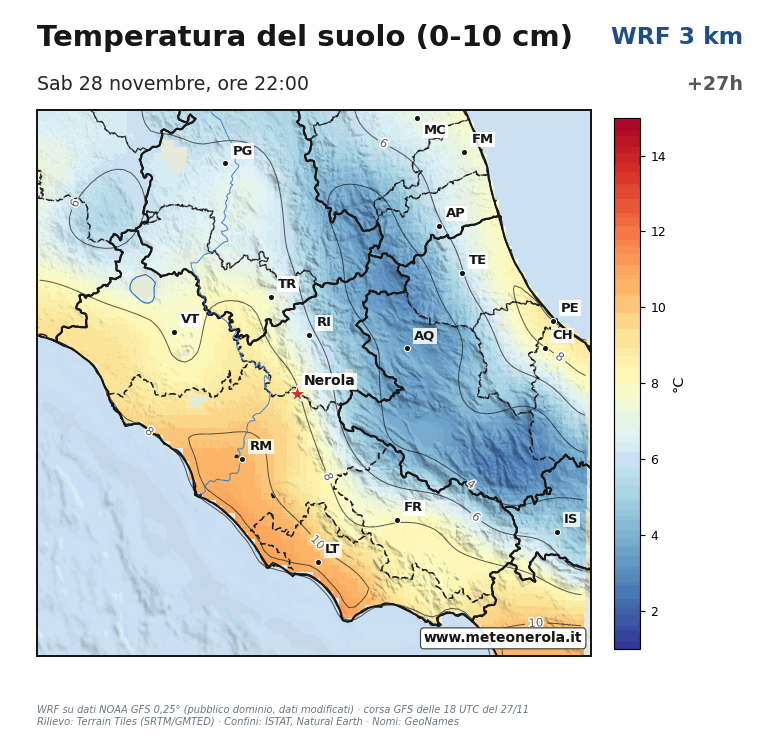 Temperatura del suolo (0-10 cm)
WRF 3 km
Sab 28 novembre, ore 22:00
+27h
MC
FM
6
PG
6
AP
TE
TR
PE
VT
RI
AQ
CH
8
Nerola
8
RM
8
4
FR
6
IS
10
LT
10
www.meteonerola.it
14
12
10
8
6
4
2
°C
WRF su dati NOAA GFS 0,25° (pubblico dominio, dati modificati) · corsa GFS delle 18 UTC del 27/11
Rilievo: Terrain Tiles (SRTM/GMTED) · Confini: ISTAT, Natural Earth · Nomi: GeoNames